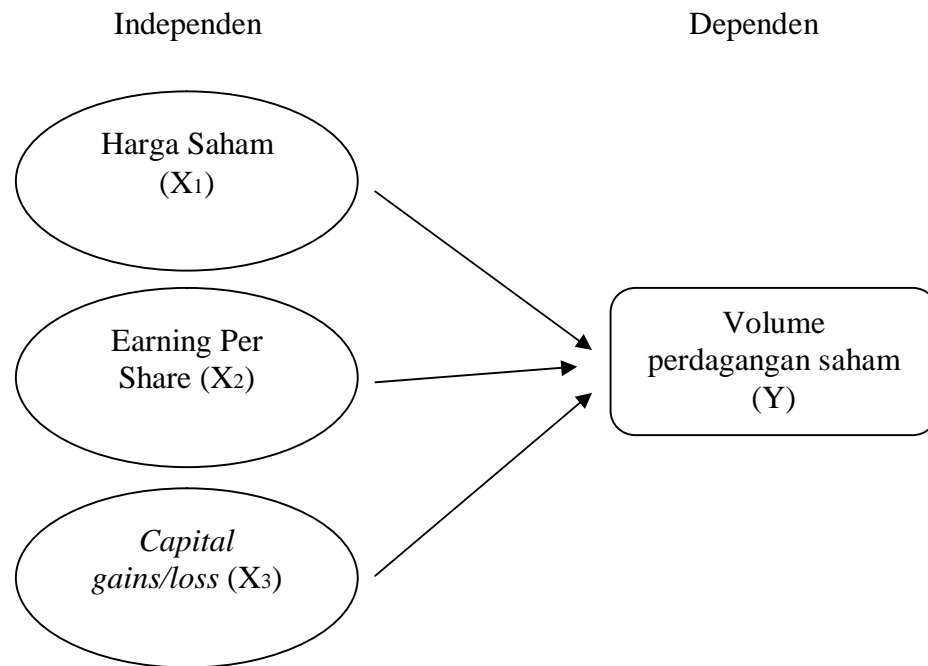 Independen
Dependen
Harga Saham
(X1)
Earning Per
Share (X2)
Capital
gains/loss (X3)
Volume
perdagangan saham
(Y)